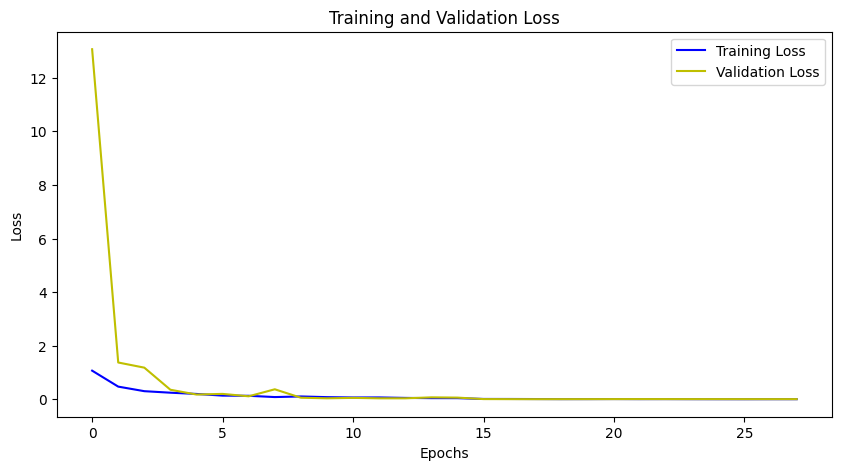 Training and Validation Loss
Training Loss
Validation Loss
Loss
12
10
8
6
4
2
0
0 5 10 15 20 25
Epochs